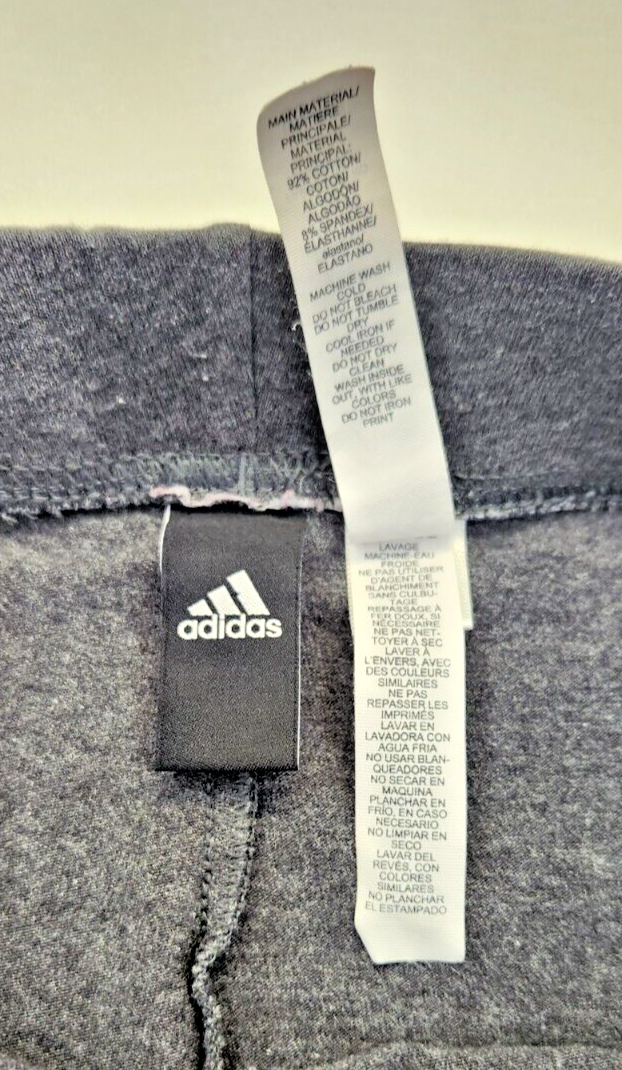 MAIN MATERIAL/
MATIÈRE
PRINCIPALE/
MATERIAL
PRINCIPAL:
92% COTTON/
COTON/
ALGODÓN/
ALGODÃO
8% SPANDEX/
ÉLASTHANNE/
elastano/
ELASTANO
MACHINE WASH
COLD
DO NOT BLEACH
DO NOT TUMBLE
DRY
COOL IRON IF
NEEDED
DO NOT DRY
CLEAN
WASH INSIDE
OUT, WITH LIKE
COLORS
DO NOT IRON
PRINT
adidas
LAVAGE
MACHINE-EAU
FROIDE
NE PAS UTILISER
D'AGENT DE
BLANCHIMENT
SANS CULBU-
TAGE
REPASSAGE À
FER DOUX, SI
NÉCESSAIRE
NE PAS NET-
TOYER À SEC
LAVER À
L'ENVERS, AVEC
DES COULEURS
SIMILAIRES
NE PAS
REPASSER LES
IMPRIMÉS
LAVAR EN
LAVADORA CON
AGUA FRIA
NO USAR BLAN-
QUEADORES
NO SECAR EN
MAQUINA
PLANCHAR EN
FRÍO, EN CASO
NECESARIO
NO LIMPIAR EN
SECO
LAVAR DEL
REVÉS, CON
COLORES
SIMILARES
NO PLANCHAR
EL ESTAMPADO